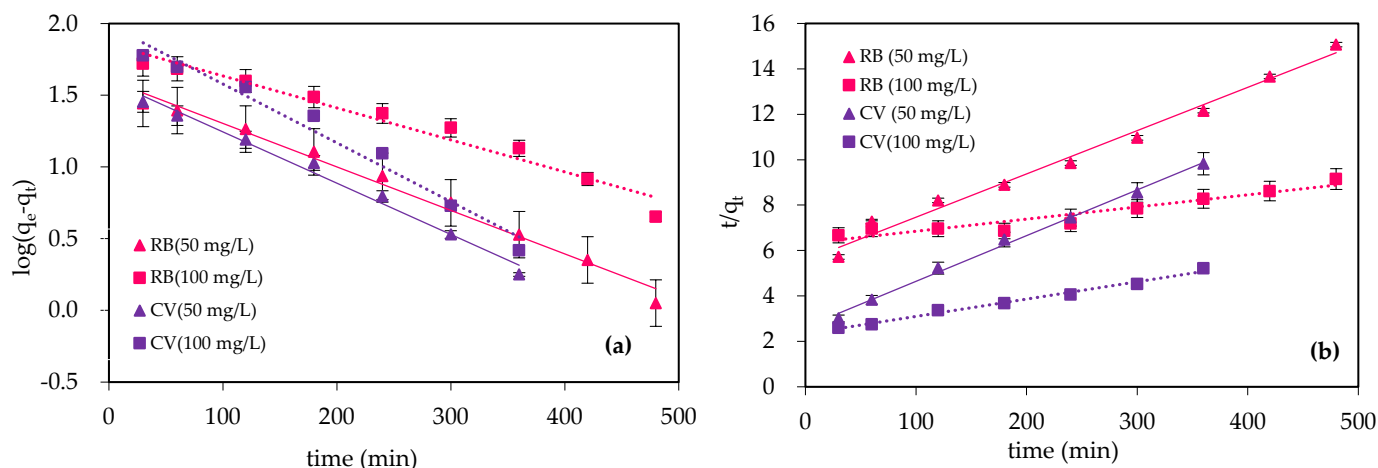 2.0
1.5
1.0
0.5
0.0
-0.5
log(qe-qt)
RB(50 mg/L)
RB(100 mg/L)
CV(50 mg/L)
CV(100 mg/L)
(a)
0 100 200 300 400 500
time (min)
16
14
12
10
8
6
4
2
0
t/qt
RB (50 mg/L)
RB (100 mg/L)
CV (50 mg/L)
CV(100 mg/L)
(b)
0 100 200 300 400 500
time (min)